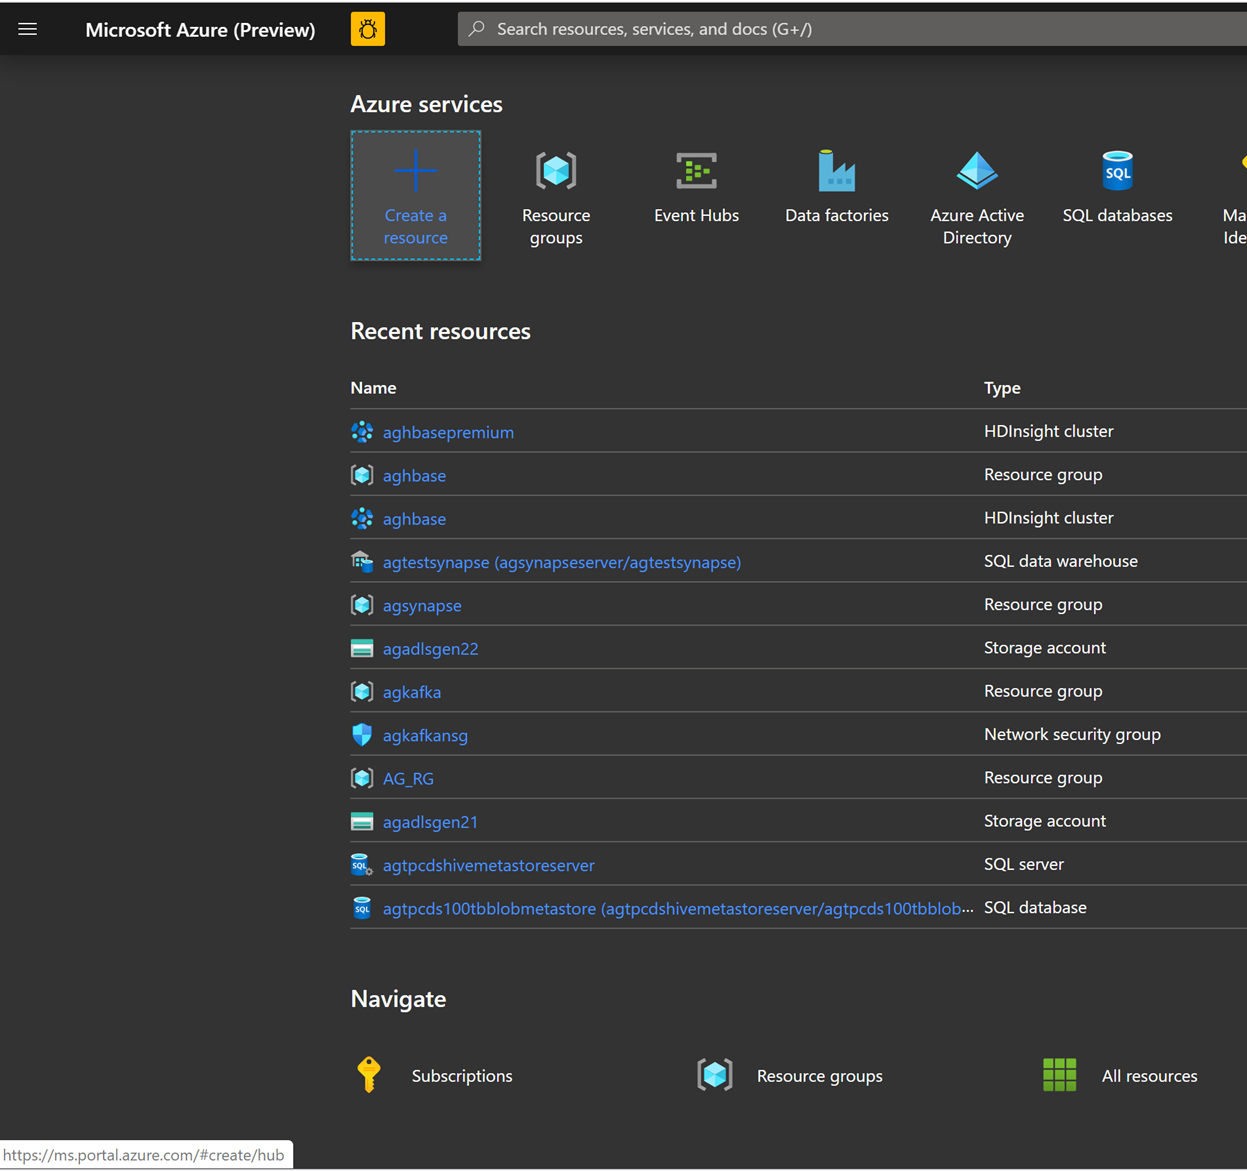 Microsoft Azure (Preview)
Search resources, services, and docs (G+/)
Azure services
Create a
resource
Resource
groups
Event Hubs
Data factories
Azure Active
Directory
SQL
SQL databases
Ma
Ide
Recent resources
Name Type
aghbasepremium HDInsight cluster
aghbase Resource group
aghbase HDInsight cluster
agtestsynapse (agsynapseserver/agtestsynapse) SQL data warehouse
agsynapse Resource group
agadlsgen22 Storage account
agkafka Resource group
agkafkansg Network security group
AG_RG Resource group
agadlsgen21 Storage account
SQL agtpcdshivemetastoreserver SQL server
SQL agtpcds100tbblobmetastore (agtpcdshivemetastoreserver/agtpcds100tbblob... SQL database
Navigate
Subscriptions Resource groups All resources
https://ms.portal.azure.com/#create/hub